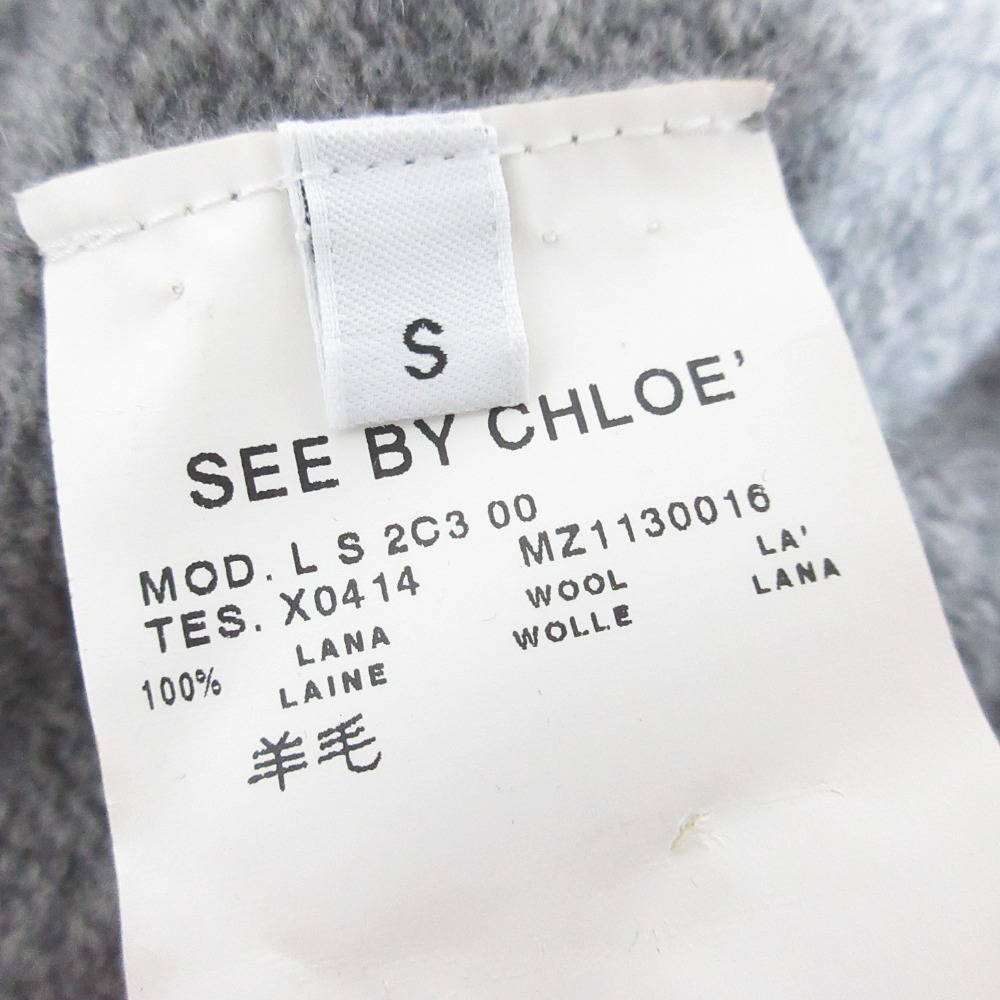 S
SEE BY CHLOE'
MOD. L S 2C3 00
TES. X0414 MZ1130016
100% LANA WOOL LA'
LAINE WOLLE LANA
羊毛